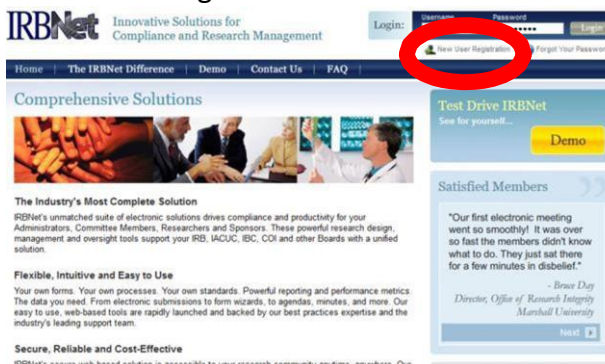 IRBNet
Innovative Solutions for
Compliance and Research Management
Login:
Username
Password
Login
New User Registration
Forgot Your Password
Home | The IRBNet Difference | Demo | Contact Us | FAQ
Comprehensive Solutions
The Industry's Most Complete Solution
IRBNet's unmatched suite of electronic solutions drives compliance and productivity for your
Administrators, Committee Members, Researchers and Sponsors. These powerful research design,
management and oversight tools support your IRB, IACUC, IBC, COI and other Boards with a unified
solution.
Flexible, Intuitive and Easy to Use
Your own forms. Your own processes. Your own standards. Powerful reporting and performance metrics.
The data you need. From electronic submissions to form wizards, to agendas, minutes, and more. Our
easy to use, web-based tools are rapidly launched and backed by our best practices expertise and the
industry's leading support team.
Secure, Reliable and Cost-Effective
Test Drive IRBNet
See for yourself...
Demo
Satisfied Members
"Our first electronic meeting
went so smoothly! It was over
so fast the members didn't know
what to do. They just sat there
for a few minutes in disbelief."
- Bruce Day
Director, Office of Research Integrity
Marshall University
Next